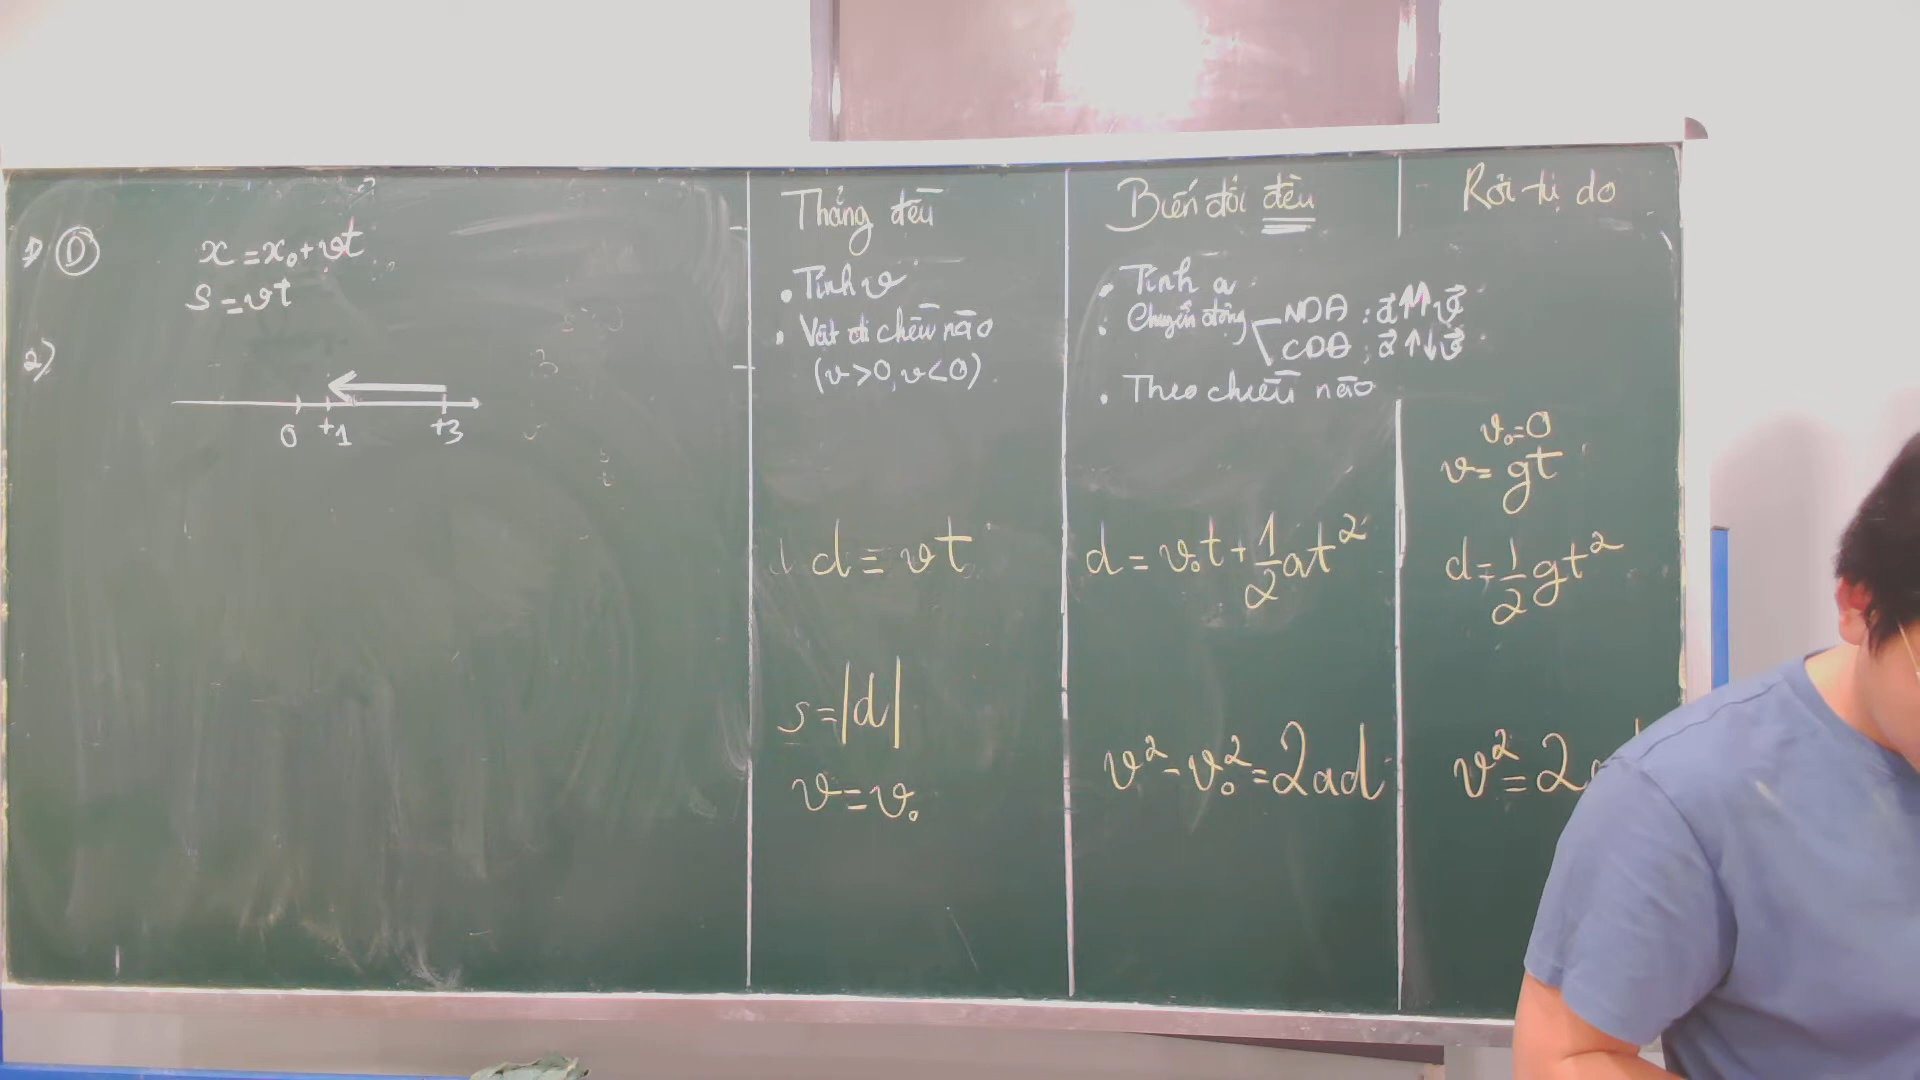 1) D
x = x₀ + vt
s = vt
2)
0 +1 +3
Thẳng đều
• Tính v
• Vật đi chiều nào
(v > 0, v < 0)
d = vt
s = |d|
v = v₀
Biến đổi đều
• Tính a
• Chuyển động NDĐ : a⃗ ↑↑ v⃗
CDĐ : a⃗ ↑↓ v⃗
• Theo chiều nào
d = v₀t + 1/2 at²
v² - v₀² = 2ad
Rơi tự do
v₀ = 0
v = gt
d = 1/2 gt²
v² = 2